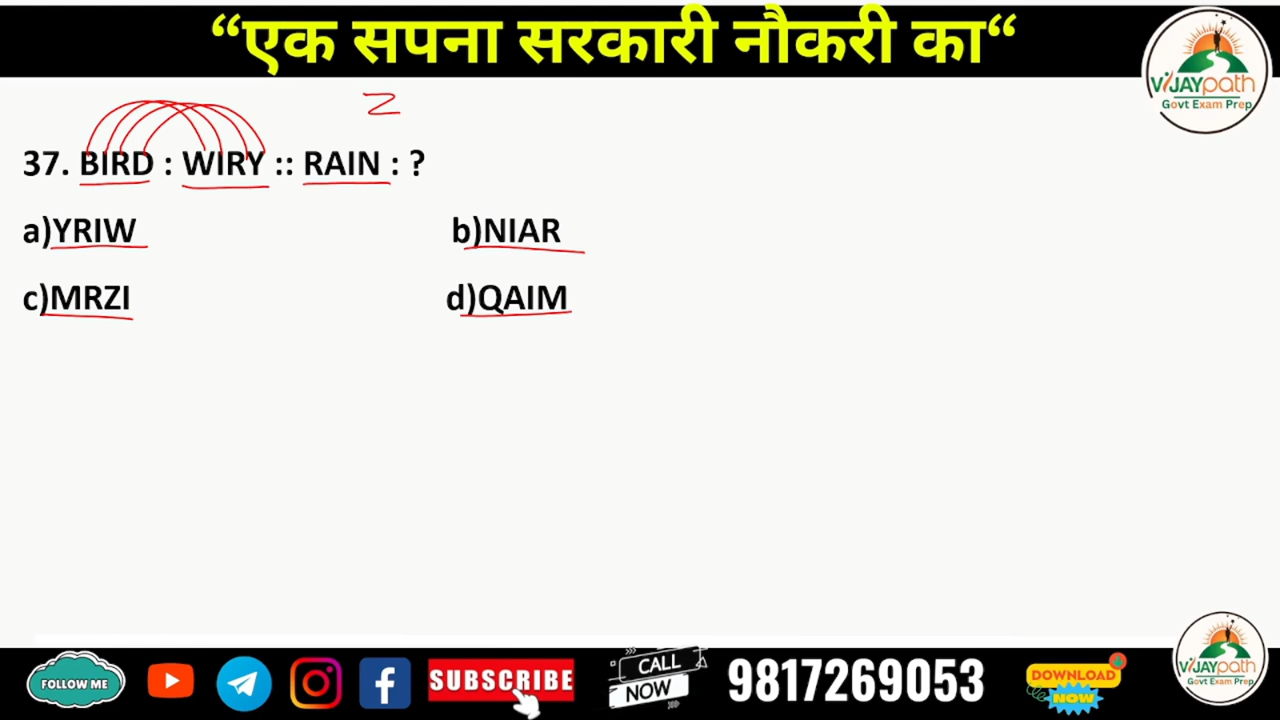 “एक सपना सरकारी नौकरी का“
ViJAYpath
Govt Exam Prep
Z
37. BIRD : WIRY :: RAIN : ?
a)YRIW b)NIAR
c)MRZI d)QAIM
ViJAYpath
Govt Exam Prep
FOLLOW ME
SUBSCRIBE
CALL
NOW
9817269053
DOWNLOAD
NOW